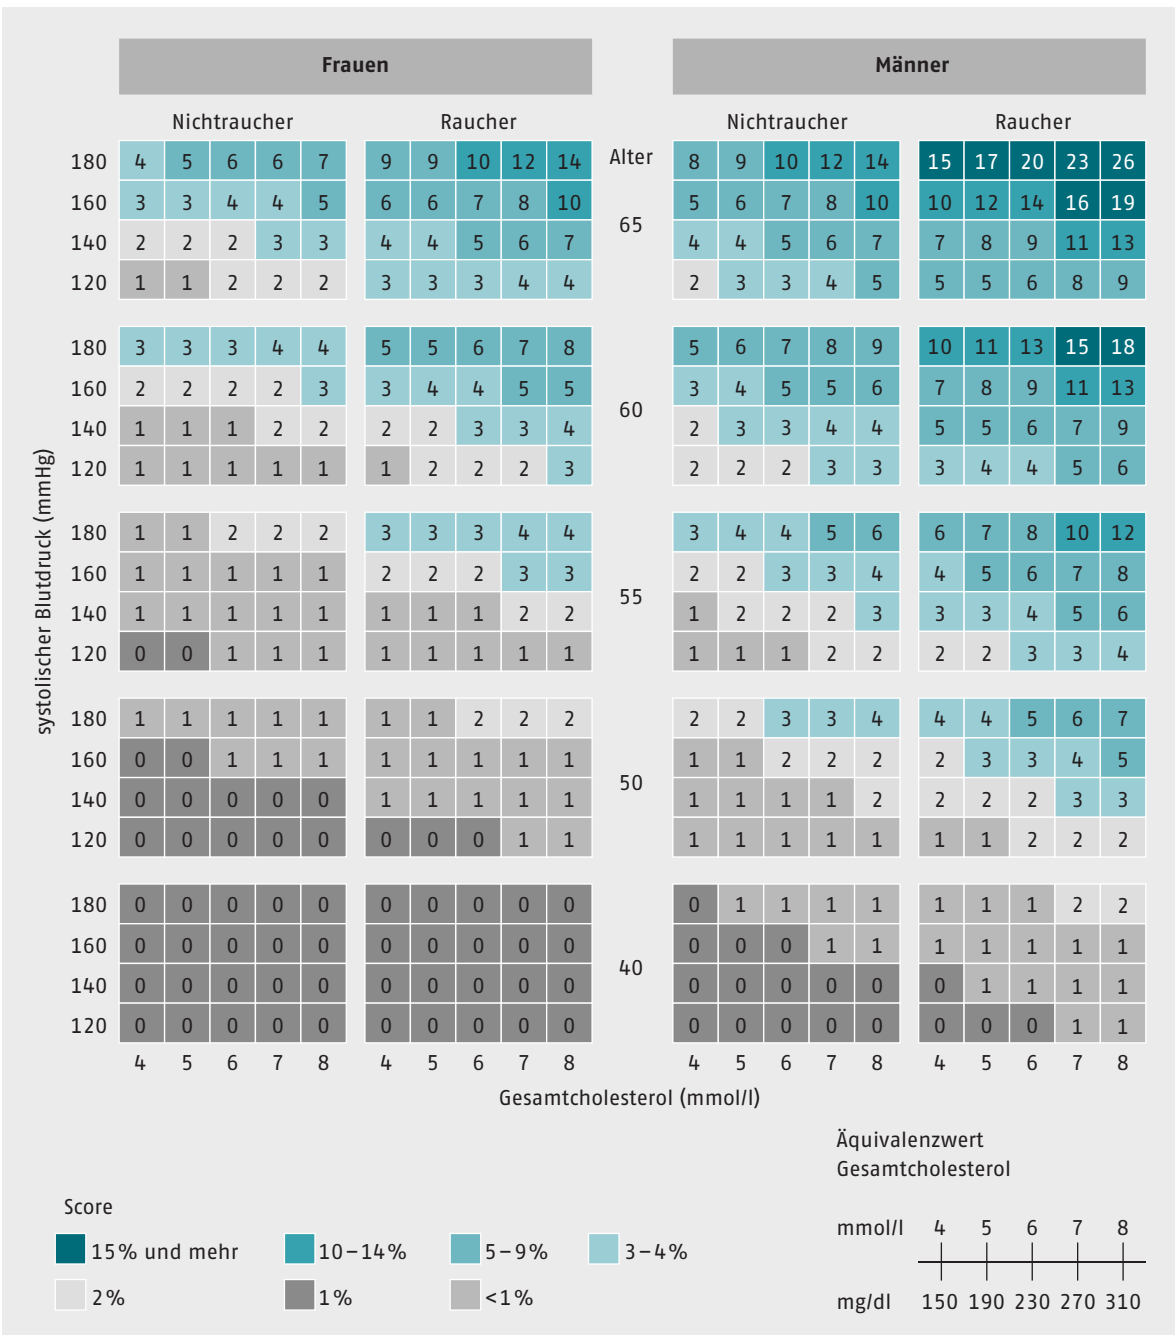 Frauen Männer
Nichtraucher Raucher Nichtraucher Raucher
180 4 5 6 6 7 9 9 10 12 14 Alter 8 9 10 12 14 15 17 20 23 26
160 3 3 4 4 5 6 6 7 8 10 5 6 7 8 10 10 12 14 16 19
65
140 2 2 2 3 3 4 4 5 6 7 4 4 5 6 7 7 8 9 11 13
120 1 1 2 2 2 3 3 3 4 4 2 3 3 4 5 5 5 6 8 9
180 3 3 3 4 4 5 5 6 7 8 5 6 7 8 9 10 11 13 15 18
160 2 2 2 2 3 3 4 4 5 5 3 4 5 5 6 7 8 9 11 13
60
140 1 1 1 2 2 2 2 3 3 4 2 3 3 4 4 5 5 6 7 9
120 1 1 1 1 1 1 2 2 2 3 2 2 2 3 3 3 4 4 5 6
180 1 1 2 2 2 3 3 3 4 4 3 4 4 5 6 6 7 8 10 12
160 1 1 1 1 1 2 2 2 3 3 2 2 3 3 4 4 5 6 7 8
55
140 1 1 1 1 1 1 1 1 2 2 1 2 2 2 3 3 3 4 5 6
120 0 0 1 1 1 1 1 1 1 1 1 1 1 2 2 2 2 3 3 4
180 1 1 1 1 1 1 1 2 2 2 2 2 3 3 4 4 4 5 6 7
160 0 0 1 1 1 1 1 1 1 1 1 1 2 2 2 2 3 3 4 5
50
140 0 0 0 0 0 1 1 1 1 1 1 1 1 1 2 2 2 2 3 3
120 0 0 0 0 0 0 0 0 1 1 1 1 1 1 1 1 1 2 2 2
180 0 0 0 0 0 0 0 0 0 0 0 1 1 1 1 1 1 1 2 2
160 0 0 0 0 0 0 0 0 0 0 0 0 0 1 1 1 1 1 1 1
40
140 0 0 0 0 0 0 0 0 0 0 0 0 0 0 0 0 1 1 1 1
120 0 0 0 0 0 0 0 0 0 0 0 0 0 0 0 0 0 0 1 1
4 5 6 7 8 4 5 6 7 8 4 5 6 7 8 4 5 6 7 8
systolischer Blutdruck (mmHg)
Gesamtcholesterol (mmol/l)
Äquivalenzwert
Gesamtcholesterol
mmol/l 4 5 6 7 8
mg/dl 150 190 230 270 310
Score
15% und mehr 10–14% 5–9% 3–4%
2% 1% <1%